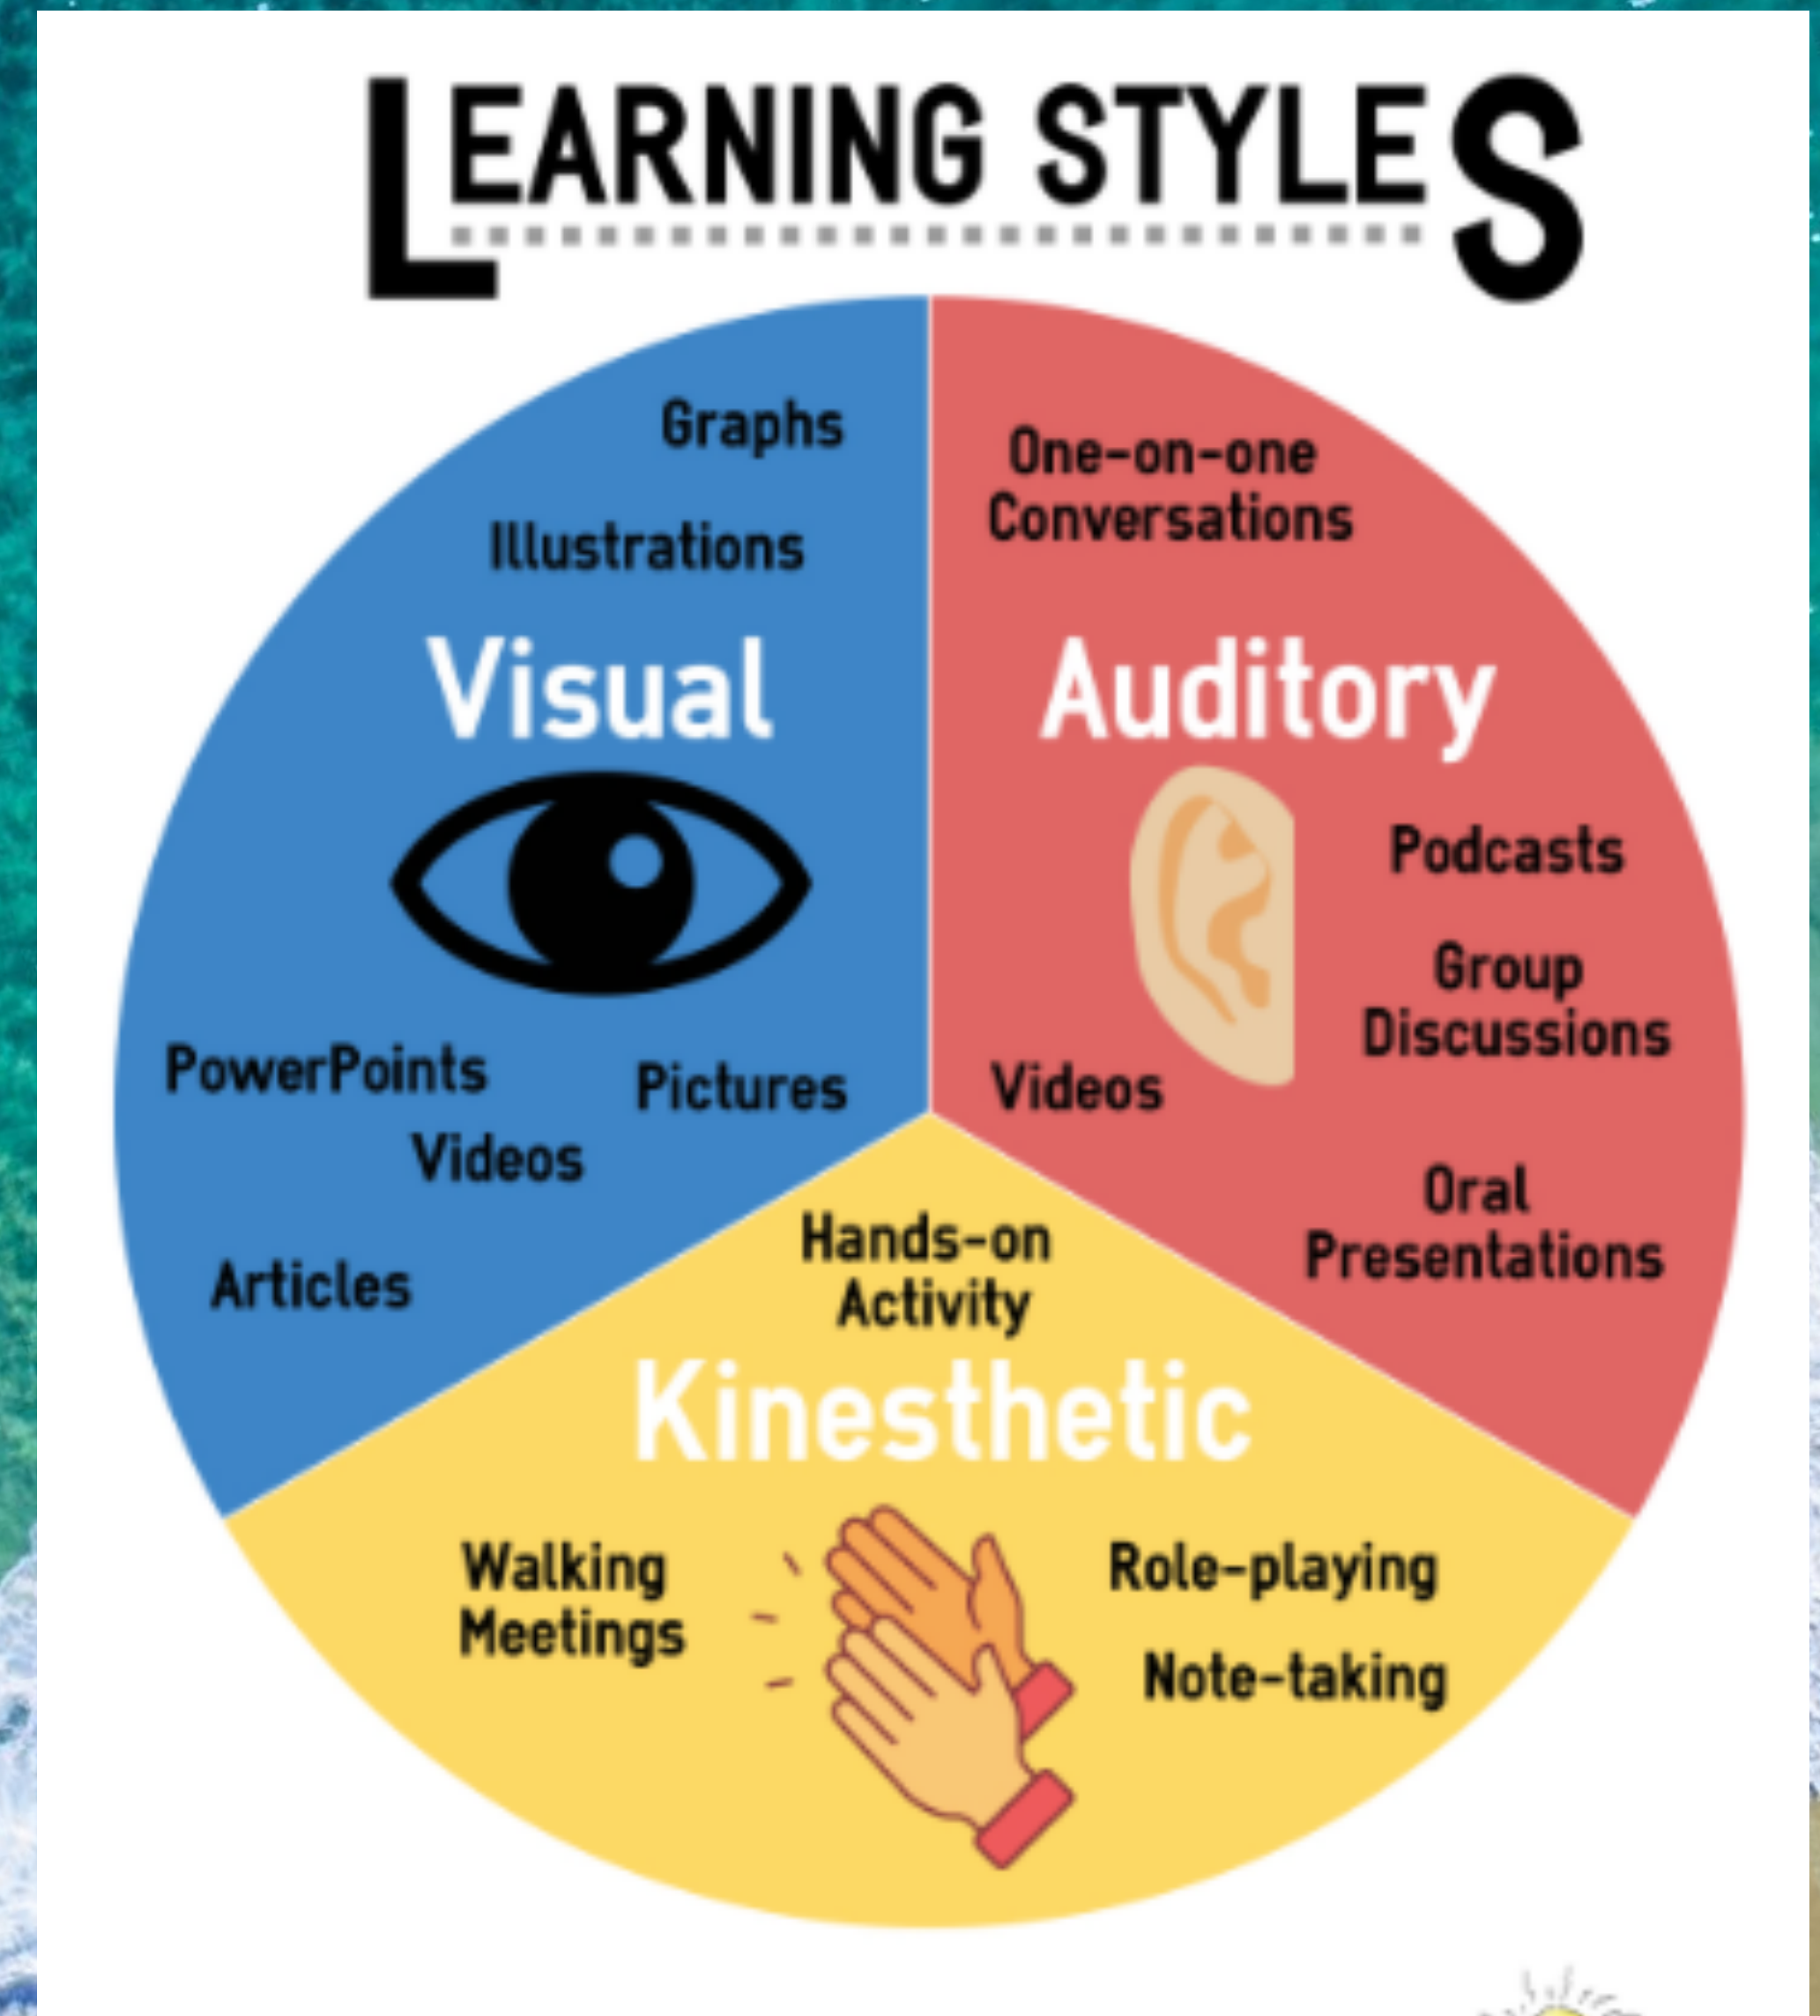 LEARNING STYLES
Graphs
Illustrations
Visual
PowerPoints
Pictures
Videos
Articles
One-on-one
Conversations
Auditory
Podcasts
Group
Discussions
Videos
Oral
Presentations
Hands-on
Activity
Kinesthetic
Walking
Meetings
Role-playing
Note-taking